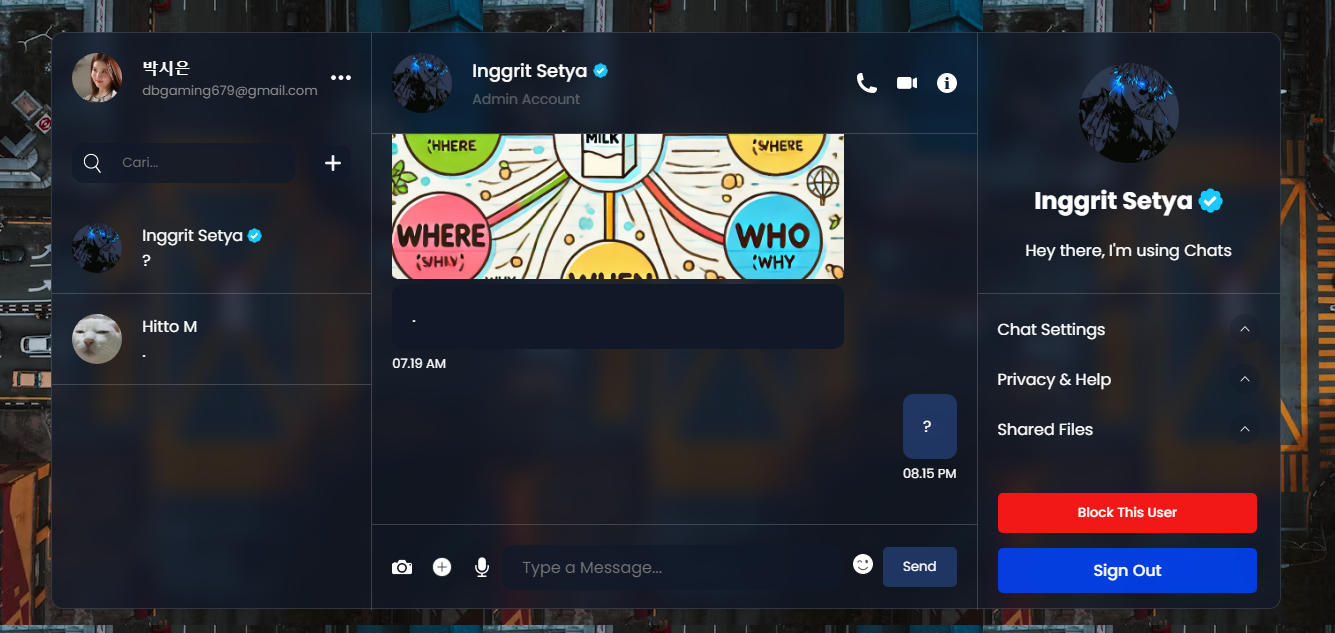 박시은
dbgaming679@gmail.com
Cari...
Inggrit Setya
?
Hitto M
.
Inggrit Setya
Admin Account
MILK
WHERE
WHERE
WHO
(WHY
WHEN
.
07.19 AM
?
08.15 PM
Type a Message...
Send
Inggrit Setya
Hey there, I'm using Chats
Chat Settings
Privacy & Help
Shared Files
Block This User
Sign Out